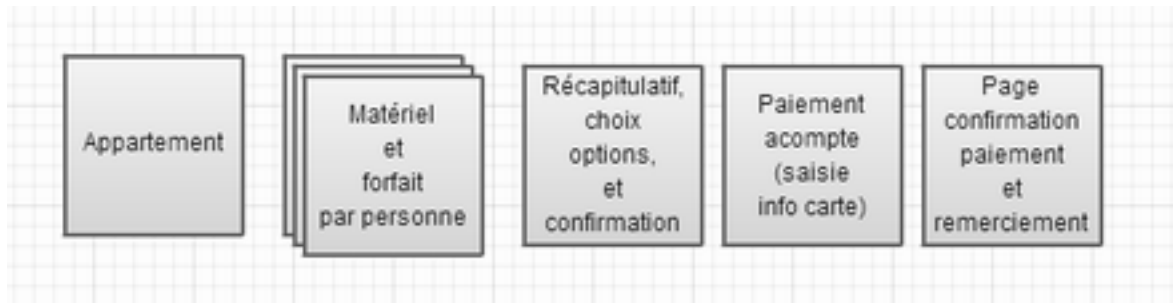 Appartement
Matériel
et
forfait
par personne
Récapitulatif,
choix
options,
et
confirmation
Paiement
acompte
(saisie
info carte)
Page
confirmation
paiement
et
remerciement